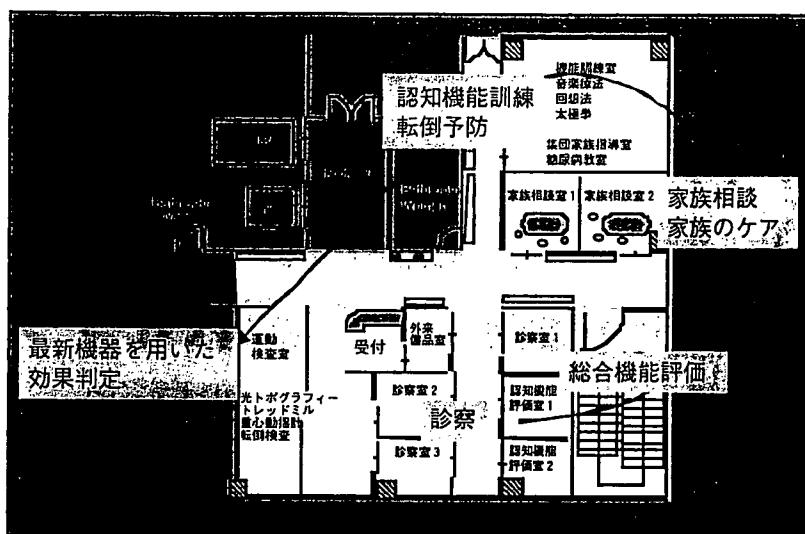 機能訓練室
音楽療法
回想法
太極拳
認知機能訓練
転倒予防
集団家族指導室
糖尿病教室
家族相談室1
家族相談室2
家族相談
家族のケア
最新機器を用いた
効果判定
運動
検査室
受付
外来
備品室
診察室1
総合機能評価
光トポグラフィー
トレッドミル
重心動揺計
転倒検査
診察室2
診察
認知機能
評価室1
診察室3
認知機能
評価室2